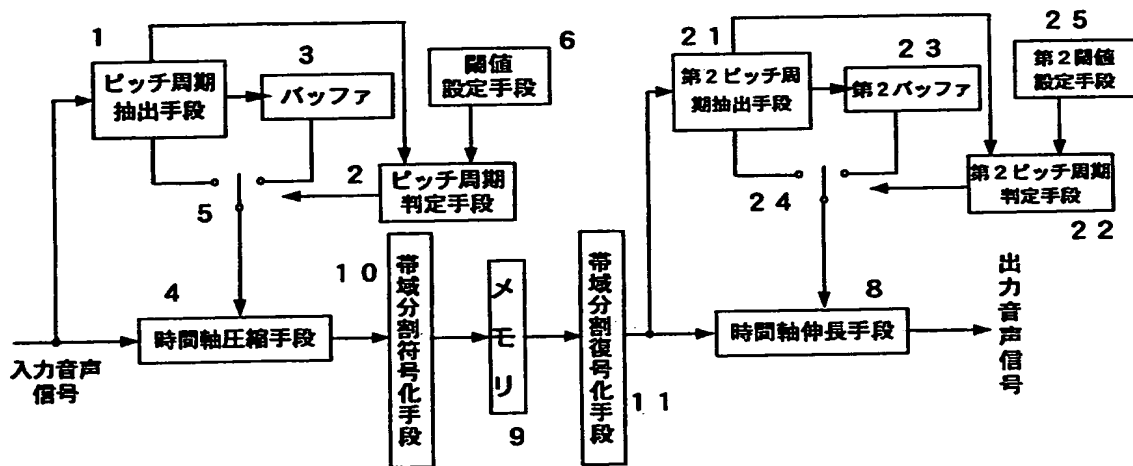 1
ピッチ周期
抽出手段
3
バッファ
6
閾値
設定手段
2
ピッチ周期
判定手段
5
4
時間軸圧縮手段
入力音声
信号
10
帯域分割符号化手段
メモリ
9
帯域分割復号化手段
11
21
第2ピッチ周
期抽出手段
23
第2バッファ
25
第2閾値
設定手段
24
第2ピッチ周期
判定手段
22
8
時間軸伸長手段
出力音声信号